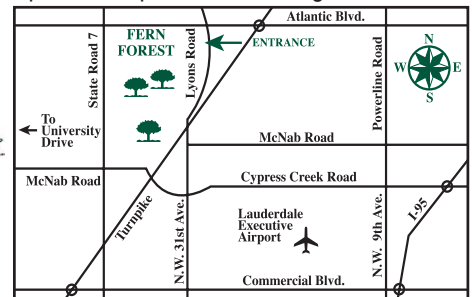 Atlantic Blvd.
FERN
FOREST
ENTRANCE
State Road 7
Lyons Road
Powerline Road
N
W E
S
To
University
Drive
McNab Road
McNab Road
Cypress Creek Road
Turnpike
N.W. 31st Ave.
Lauderdale
Executive
Airport
N.W. 9th Ave.
I-95
Commercial Blvd.